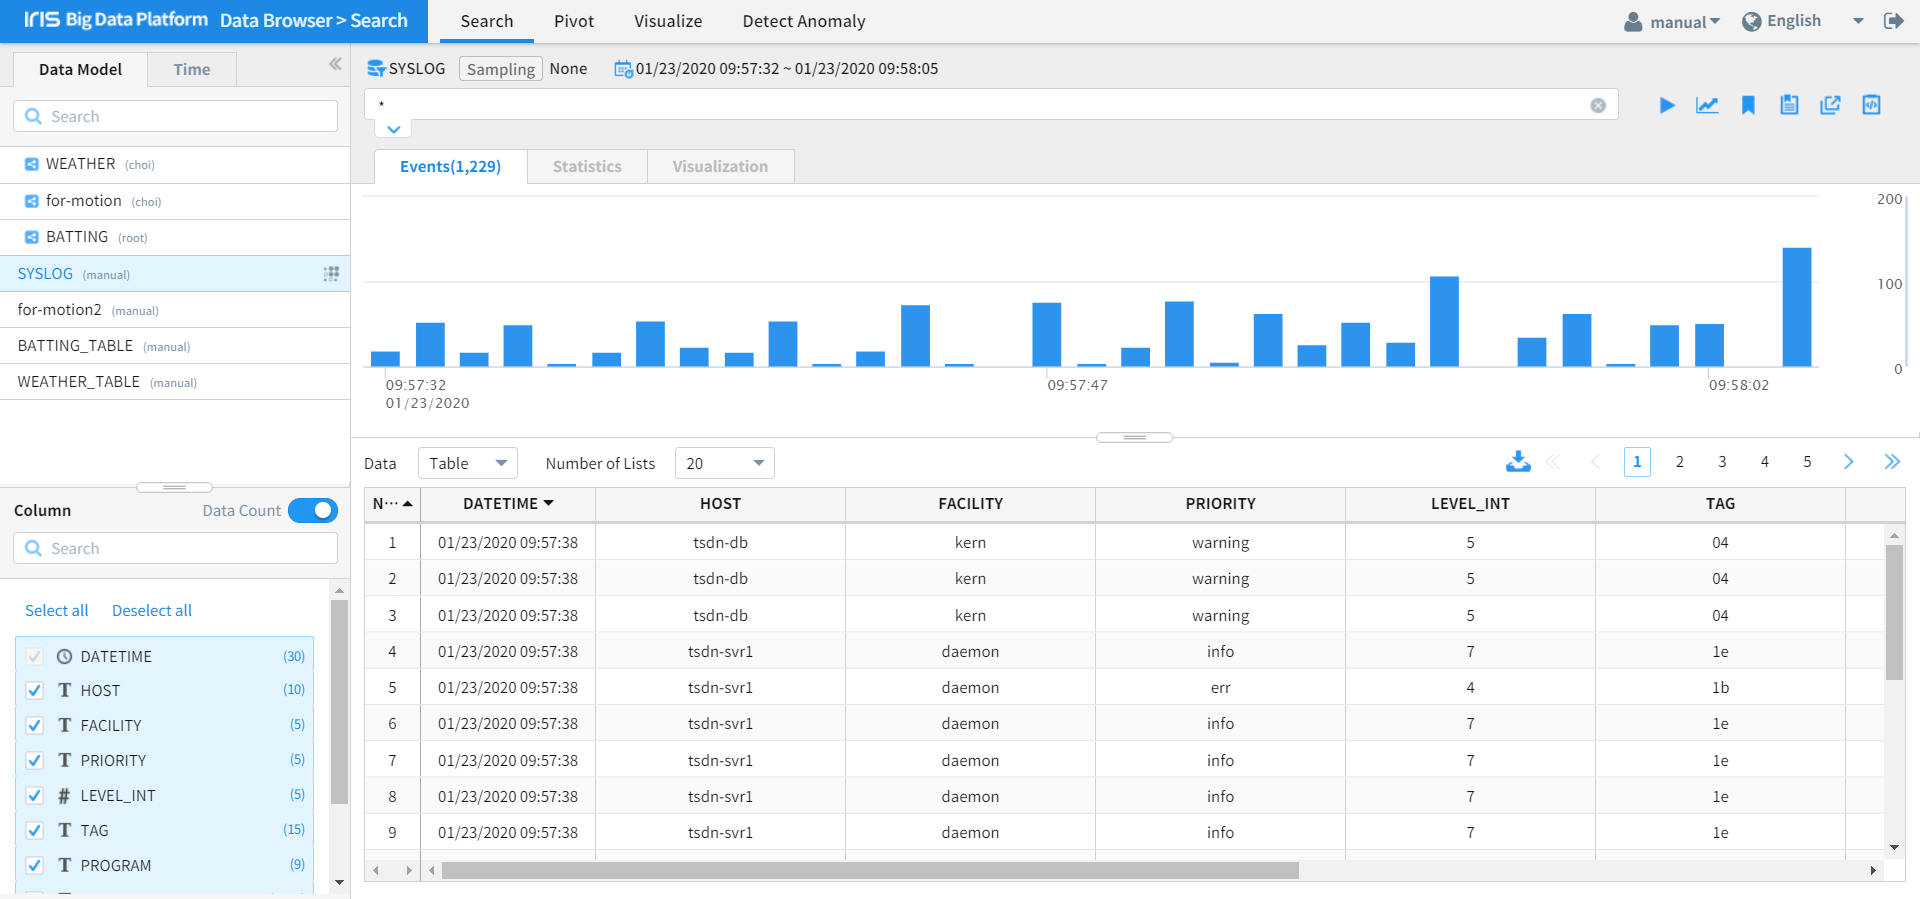 IRIS Big Data Platform Data Browser > Search
Search Pivot Visualize Detect Anomaly
manual English
Data Model Time
Search
WEATHER (choi)
for-motion (choi)
BATTING (root)
SYSLOG (manual)
for-motion2 (manual)
BATTING_TABLE (manual)
WEATHER_TABLE (manual)
Column Data Count
Search
Select all Deselect all
DATETIME (30)
HOST (10)
FACILITY (5)
PRIORITY (5)
LEVEL_INT (5)
TAG (15)
PROGRAM (9)
SYSLOG Sampling None 01/23/2020 09:57:32 ~ 01/23/2020 09:58:05
*
Events(1,229) Statistics Visualization
200
100
0
09:57:32 09:57:47 09:58:02
01/23/2020
Data Table Number of Lists 20 1 2 3 4 5
N··· DATETIME HOST FACILITY PRIORITY LEVEL_INT TAG
1 01/23/2020 09:57:38 tsdn-db kern warning 5 04
2 01/23/2020 09:57:38 tsdn-db kern warning 5 04
3 01/23/2020 09:57:38 tsdn-db kern warning 5 04
4 01/23/2020 09:57:38 tsdn-svr1 daemon info 7 1e
5 01/23/2020 09:57:38 tsdn-svr1 daemon err 4 1b
6 01/23/2020 09:57:38 tsdn-svr1 daemon info 7 1e
7 01/23/2020 09:57:38 tsdn-svr1 daemon info 7 1e
8 01/23/2020 09:57:38 tsdn-svr1 daemon info 7 1e
9 01/23/2020 09:57:38 tsdn-svr1 daemon info 7 1e